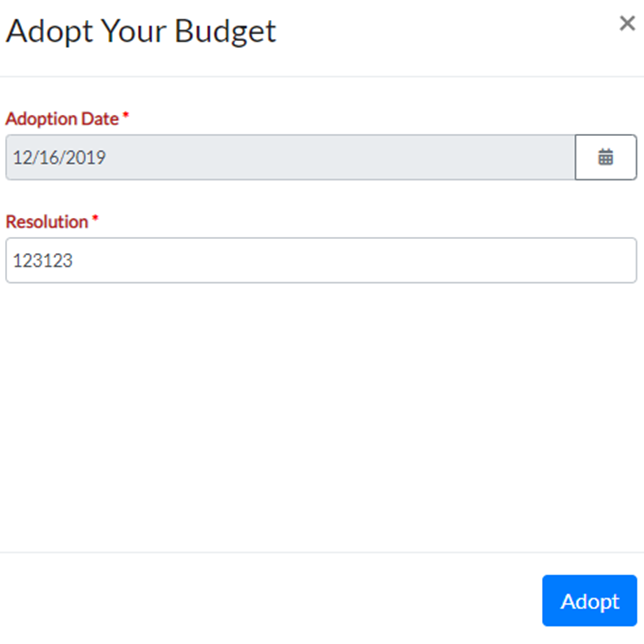 Adopt Your Budget
Adoption Date *
12/16/2019
Resolution *
123123
Adopt